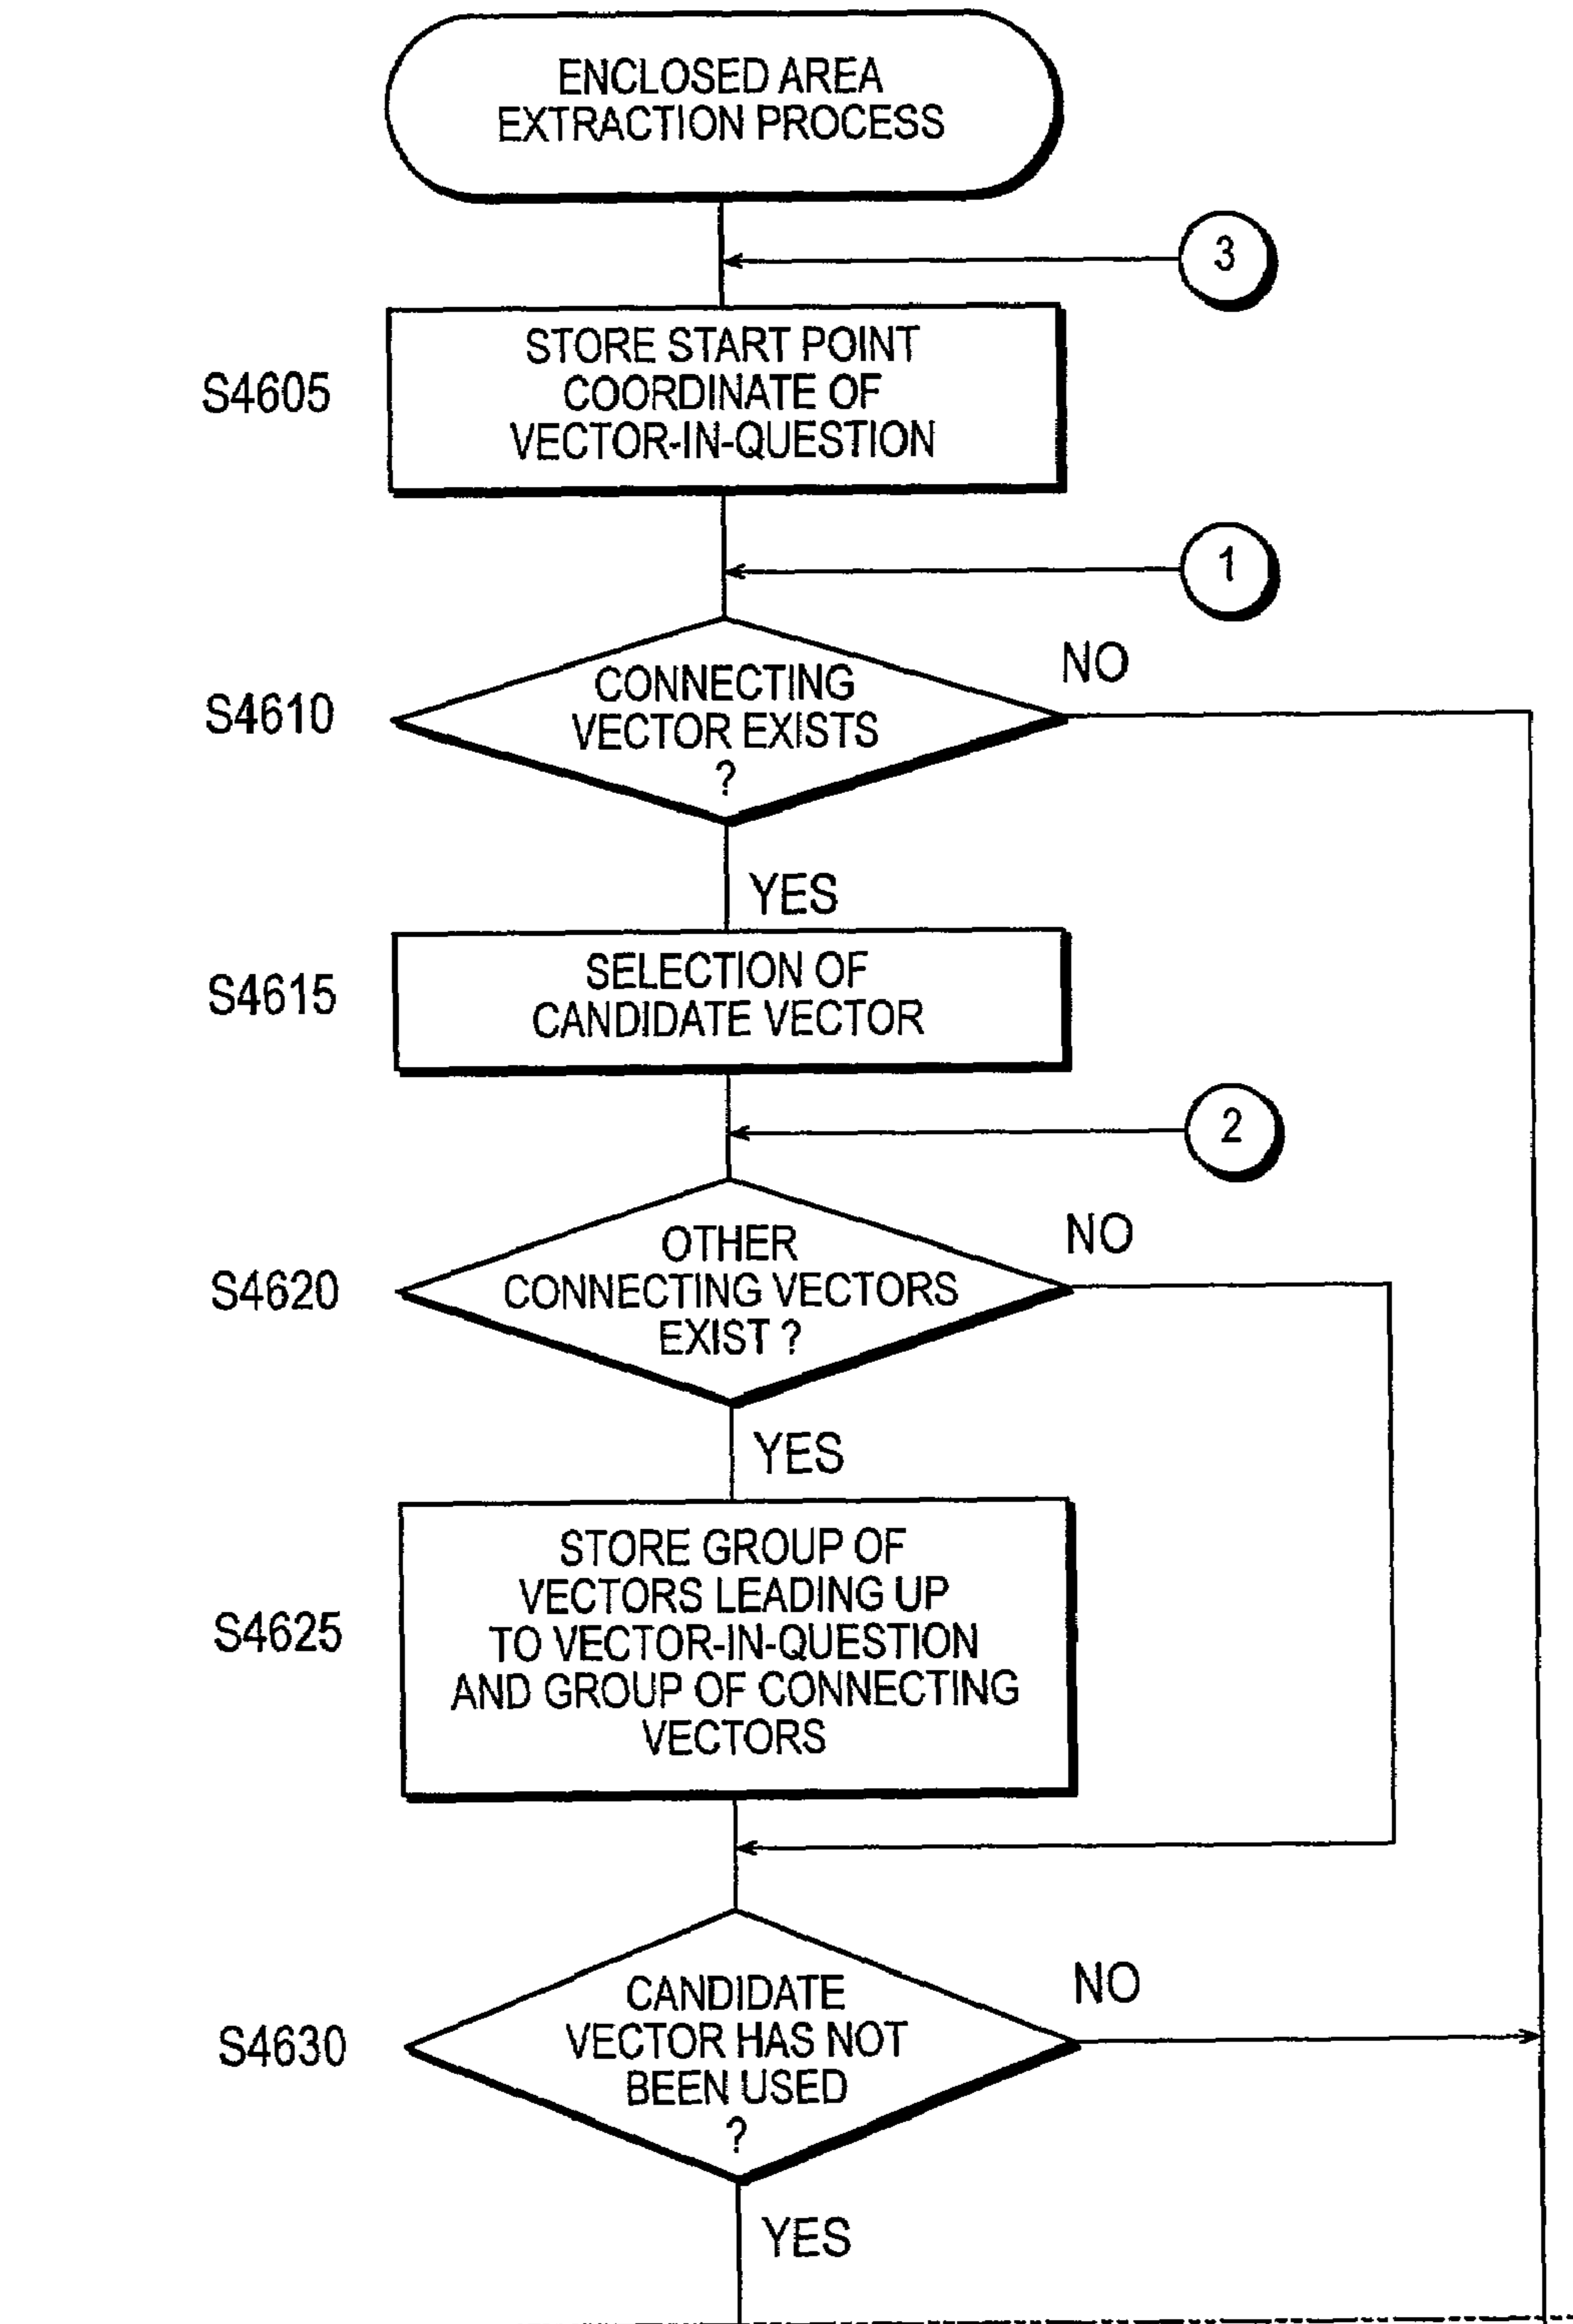 ENCLOSED AREA
EXTRACTION PROCESS
3
S4605
STORE START POINT
COORDINATE OF
VECTOR-IN-QUESTION
1
S4610
CONNECTING
VECTOR EXISTS
?
NO
YES
S4615
SELECTION OF
CANDIDATE VECTOR
2
S4620
OTHER
CONNECTING VECTORS
EXIST ?
NO
YES
S4625
STORE GROUP OF
VECTORS LEADING UP
TO VECTOR-IN-QUESTION
AND GROUP OF CONNECTING
VECTORS
S4630
CANDIDATE
VECTOR HAS NOT
BEEN USED
?
NO
YES